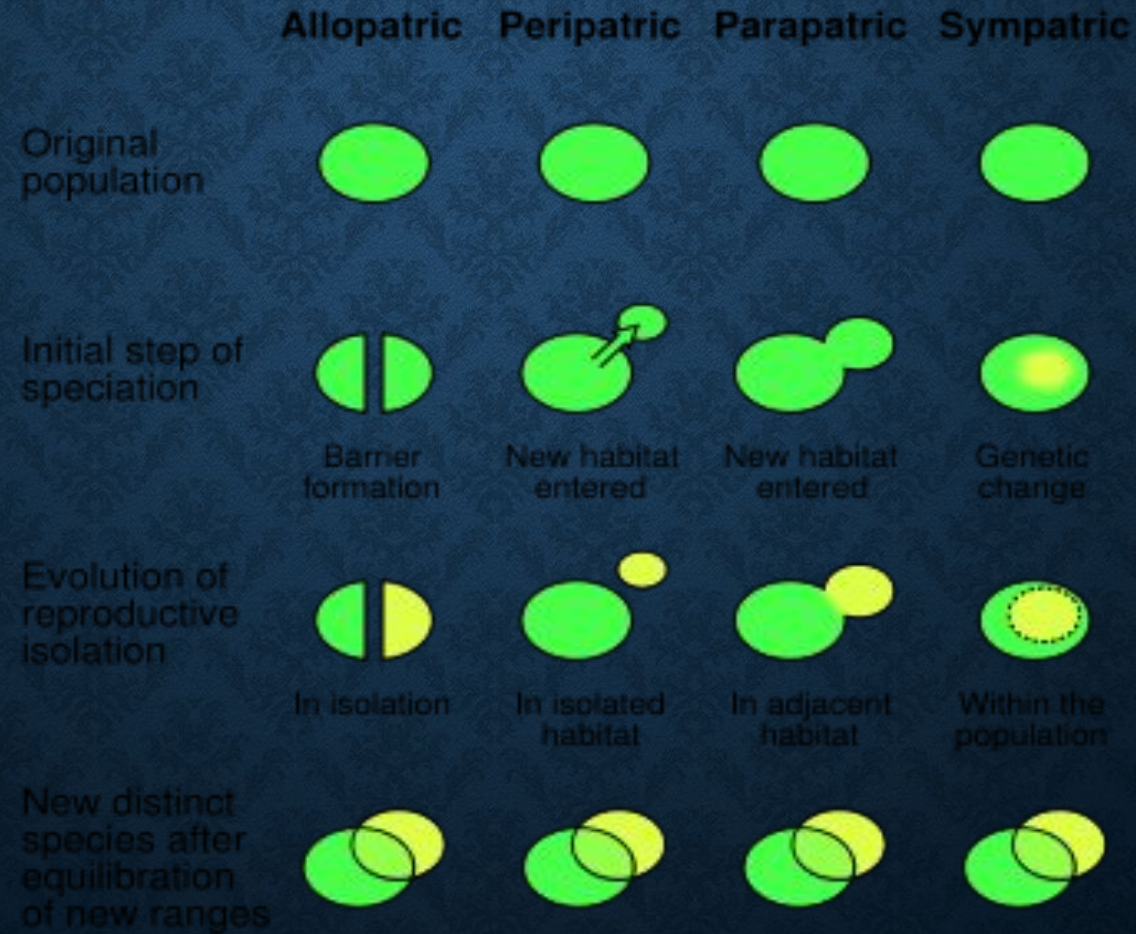 Allopatric Peripatric Parapatric Sympatric
Original
population
Initial step of
speciation
Barrier
formation
New habitat
entered
New habitat
entered
Genetic
change
Evolution of
reproductive
isolation
In isolation
In isolated
habitat
In adjacent
habitat
Within the
population
New distinct
species after
equilibration
of new ranges